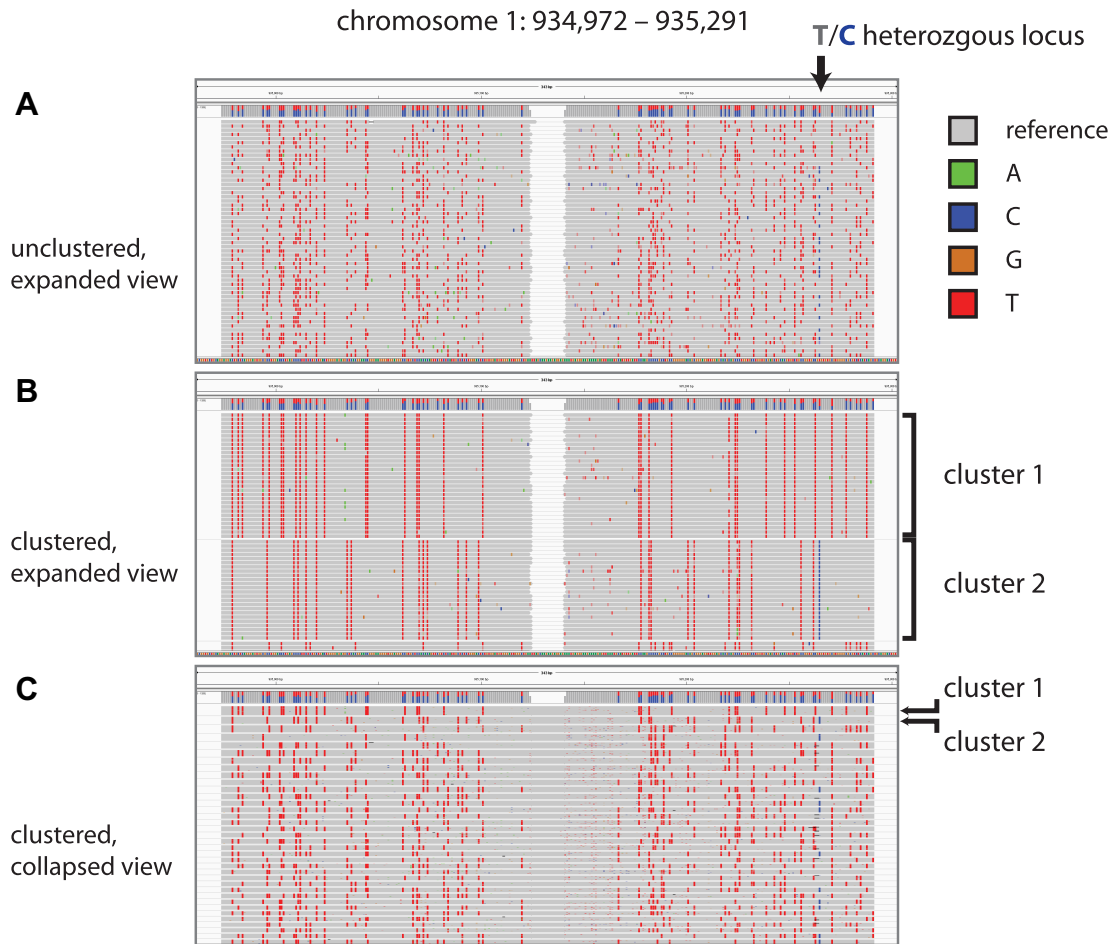 chromosome 1: 934,972 – 935,291
T/C heterozgous locus
A
reference
A
C
G
T
unclustered,
expanded view
B
cluster 1
clustered,
expanded view
cluster 2
C
cluster 1
cluster 2
clustered,
collapsed view